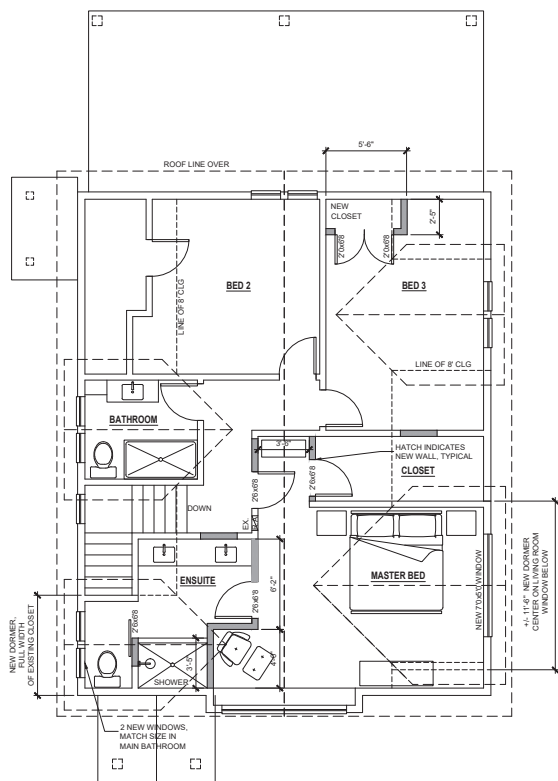 5'-6"
ROOF LINE OVER
NEW
CLOSET
2'-5"
2'0x6'8
2'0x6'8
BED 2
BED 3
LINE OF 8' CLG
LINE OF 8' CLG
BATHROOM
3'-6"
HATCH INDICATES
NEW WALL, TYPICAL
CLOSET
2'6x6'8
2'6x6'8
DOWN
EX.
ENSUITE
6'-2"
MASTER BED
NEW 7'0x5'0 WINDOW
+/- 11'-6" NEW DORMER
CENTER ON LIVING ROOM
WINDOW BELOW
NEW DORMER,
FULL WIDTH
OF EXISTING CLOSET
2'6x6'8
2'6x6'8
3'-5"
SHOWER
2 NEW WINDOWS,
MATCH SIZE IN
MAIN BATHROOM